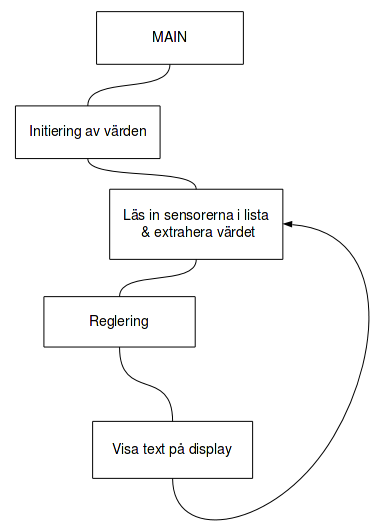 MAIN
Initiering av värden
Läs in sensorerna i lista
& extrahera värdet
Reglering
Visa text på display